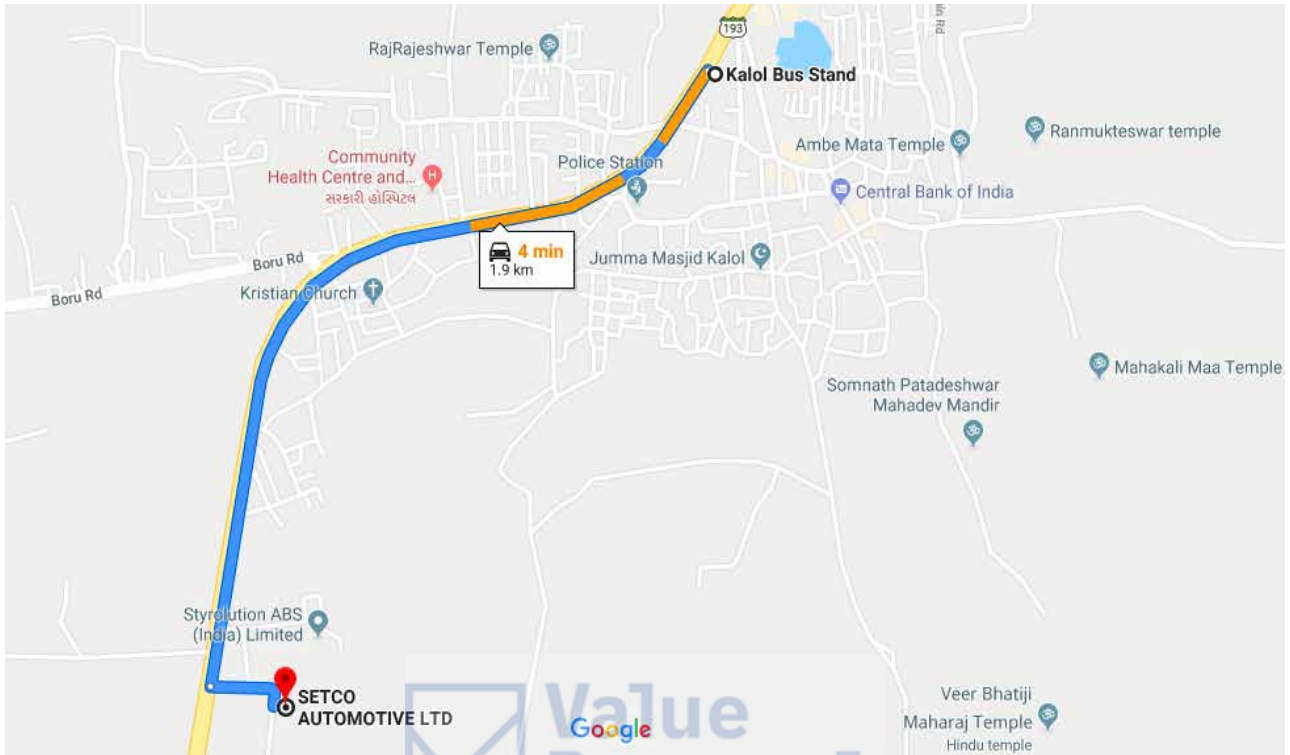 193
in Rd
RajRajeshwar Temple
Kalol Bus Stand
Ranmukteswar temple
Ambe Mata Temple
Community
Health Centre and...
સરકારી હોસ્પિટલ
Police Station
Central Bank of India
4 min
1.9 km
Jumma Masjid Kalol
Boru Rd
Boru Rd
Kristian Church
Mahakali Maa Temple
Somnath Patadeshwar
Mahadev Mandir
Styrolution ABS
(India) Limited
SETCO
AUTOMOTIVE LTD
Value
Google
Veer Bhatiji
Maharaj Temple
Hindu temple